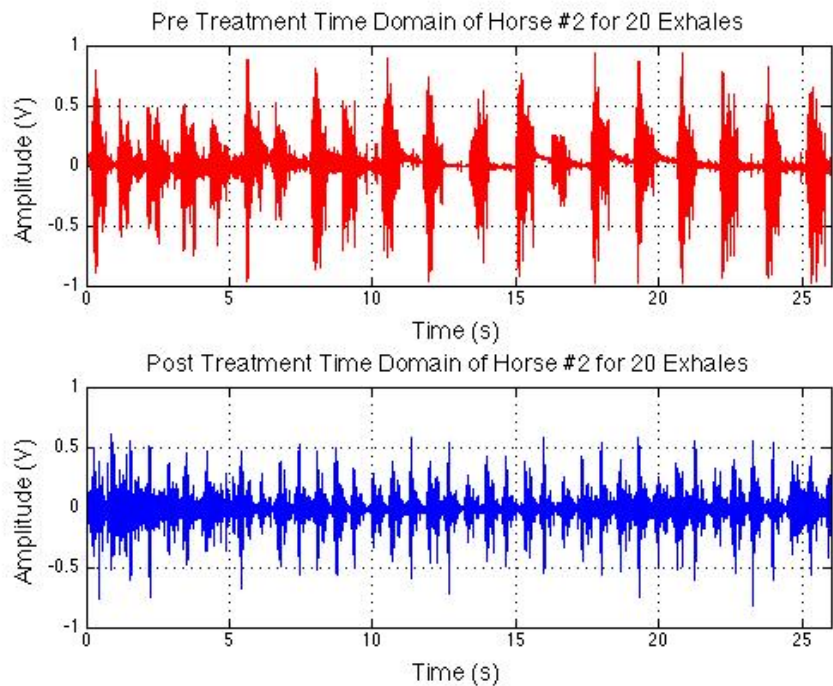 Pre Treatment Time Domain of Horse #2 for 20 Exhales
1
0.5
0
-0.5
-1
Amplitude (V)
0 5 10 15 20 25
Time (s)
Post Treatment Time Domain of Horse #2 for 20 Exhales
1
0.5
0
-0.5
-1
Amplitude (V)
0 5 10 15 20 25
Time (s)